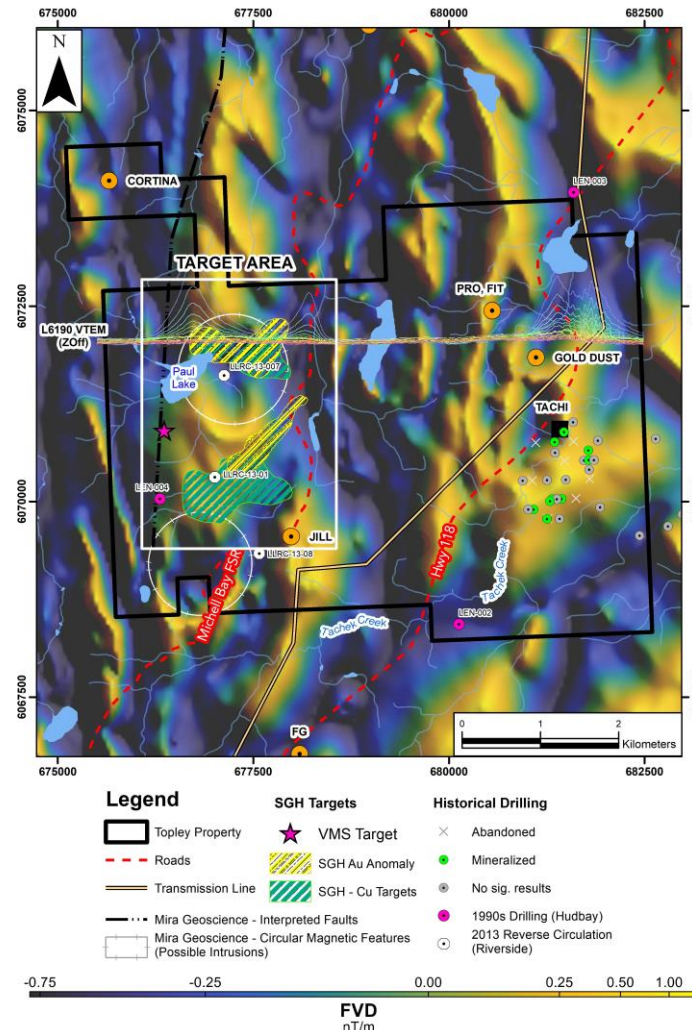 675000
677500
680000
682500
N
6075000
CORTINA
LEN-003
TARGET AREA
6072500
PRO, FIT
L6190 VTEM
(ZOff)
GOLD DUST
Paul
Lake
LLRC-13-007
TACHI
LLRC-13-01
LEN-004
6070000
JILL
LLRC-13-08
Michell Bay FSR
Hwy 118
Tachek Creek
LEN-002
Tachek Creek
6067500
FG
0 1 2
Kilometers
675000
677500
680000
682500
Legend
Topley Property
Roads
Transmission Line
Mira Geoscience - Interpreted Faults
Mira Geoscience - Circular Magnetic Features
(Possible Intrusions)
SGH Targets
VMS Target
SGH Au Anomaly
SGH - Cu Targets
Historical Drilling
Abandoned
Mineralized
No sig. results
1990s Drilling (Hudbay)
2013 Reverse Circulation
(Riverside)
-0.75 -0.25 0.00 0.25 0.50 1.00
FVD
nT/m